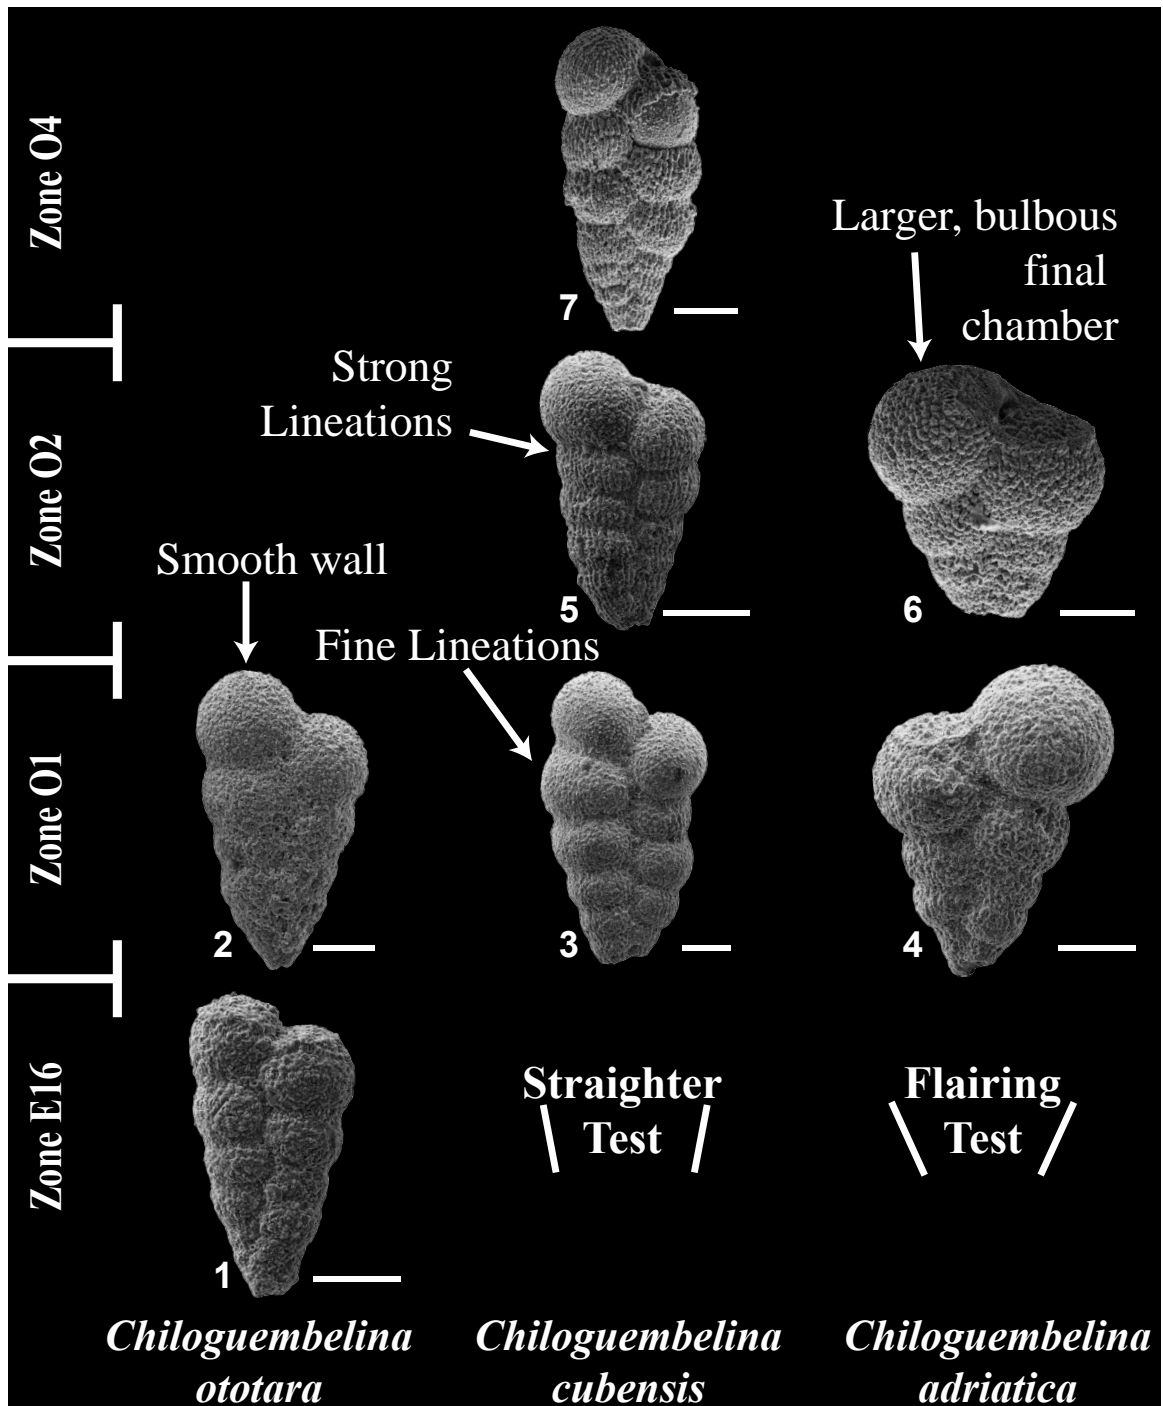 Zone O4
7
Larger, bulbous
final
chamber
Zone O2
Strong
Lineations
5
6
Smooth wall
Fine Lineations
Zone O1
2
3
4
Zone E16
1
Straighter
Test
Flairing
Test
Chiloguembelina
ototara
Chiloguembelina
cubensis
Chiloguembelina
adriatica